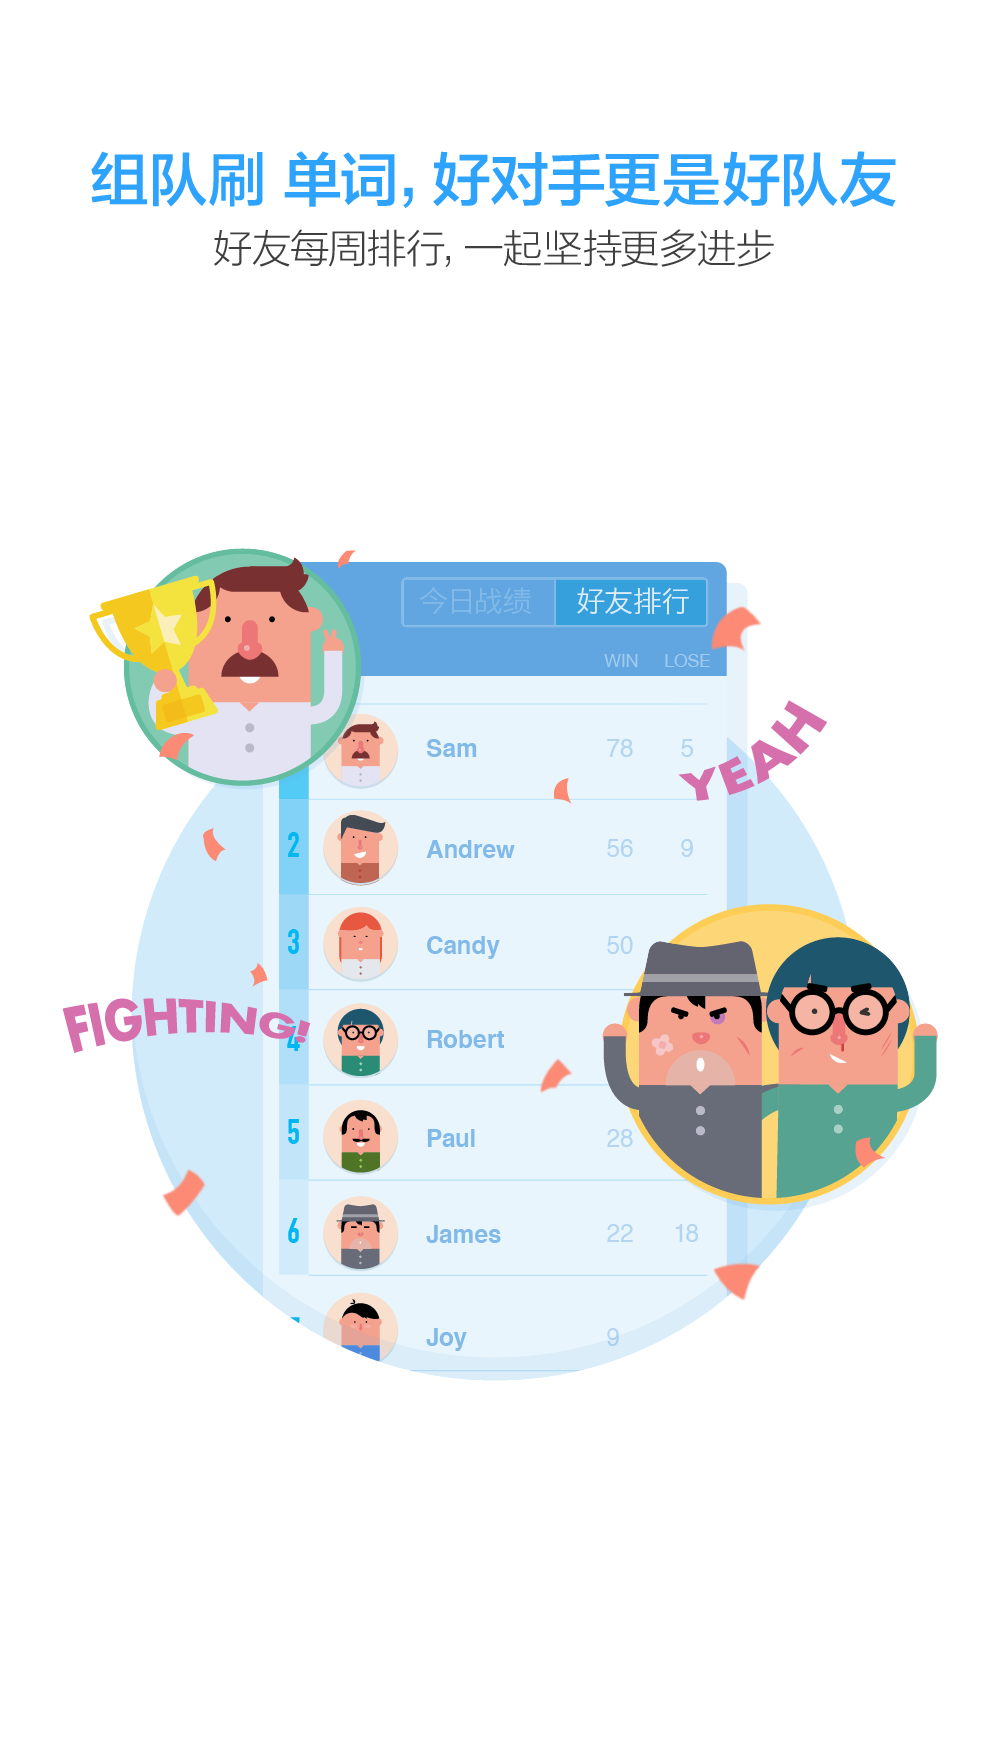 组队刷 单词, 好对手更是好队友
好友每周排行, 一起坚持更多进步
今日战绩 好友排行
WIN LOSE
Sam 78 5
YEAH
2 Andrew 56 9
3 Candy 50
FIGHTING!
4 Robert
5 Paul 28
6 James 22 18
Joy 9